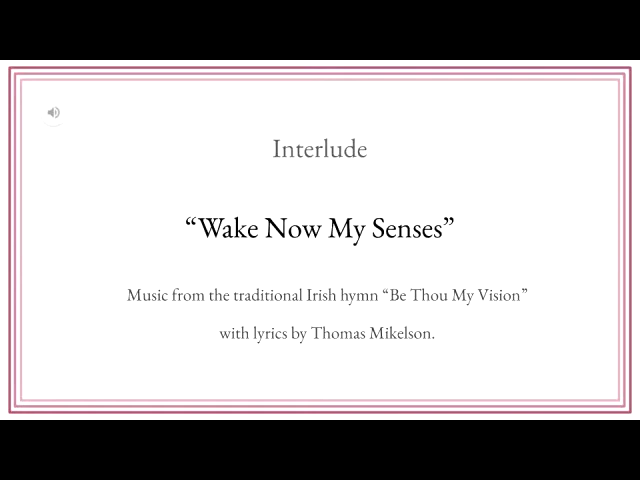 Interlude
“Wake Now My Senses”
Music from the traditional Irish hymn “Be Thou My Vision”
with lyrics by Thomas Mikelson.